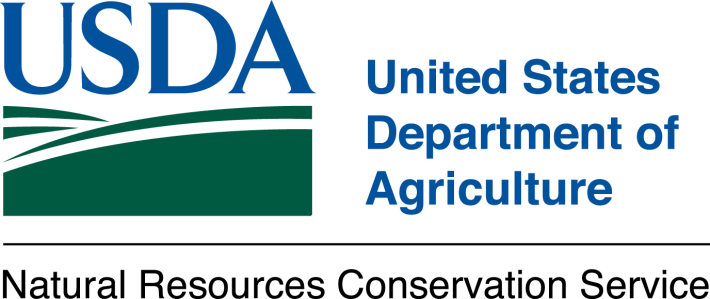 USDA
United States
Department of
Agriculture
Natural Resources Conservation Service